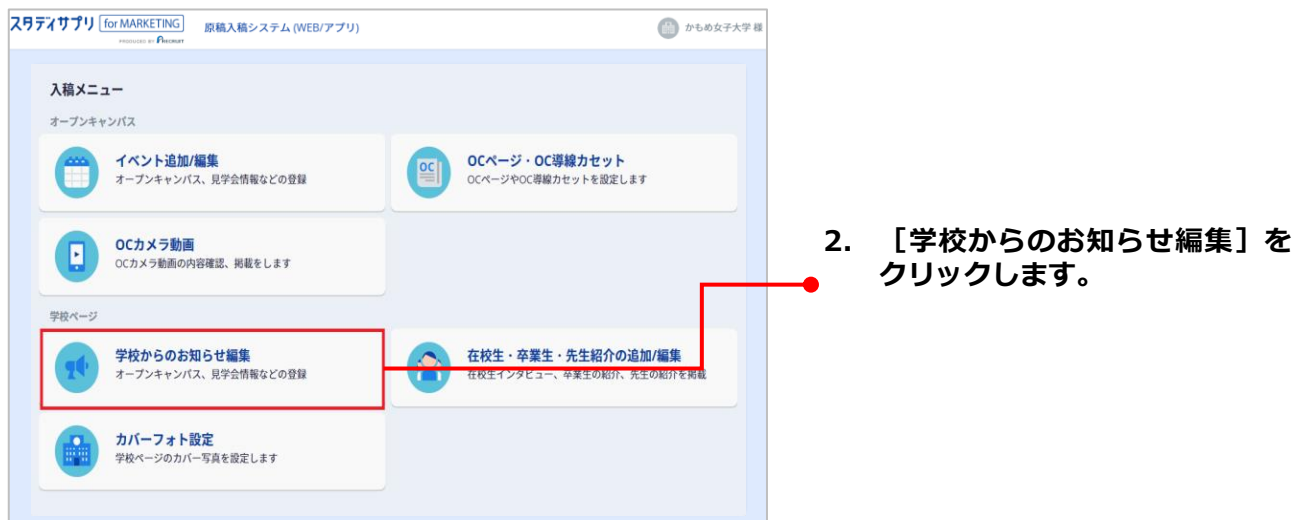 スタディサプリ for MARKETING 原稿入稿システム (WEB/アプリ) かもめ女子大学 様
PRODUCED BY RECRUIT
入稿メニュー
オープンキャンパス
イベント追加/編集
オープンキャンパス、見学会情報などの登録
OC
OCページ・OC導線カセット
OCページやOC導線カセットを設定します
OCカメラ動画
OCカメラ動画の内容確認、掲載をします
2. ［学校からのお知らせ編集］を
クリックします。
学校ページ
学校からのお知らせ編集
オープンキャンパス、見学会情報などの登録
在校生・卒業生・先生紹介の追加/編集
在校生インタビュー、卒業生の紹介、先生の紹介を掲載
カバーフォト設定
学校ページのカバー写真を設定します